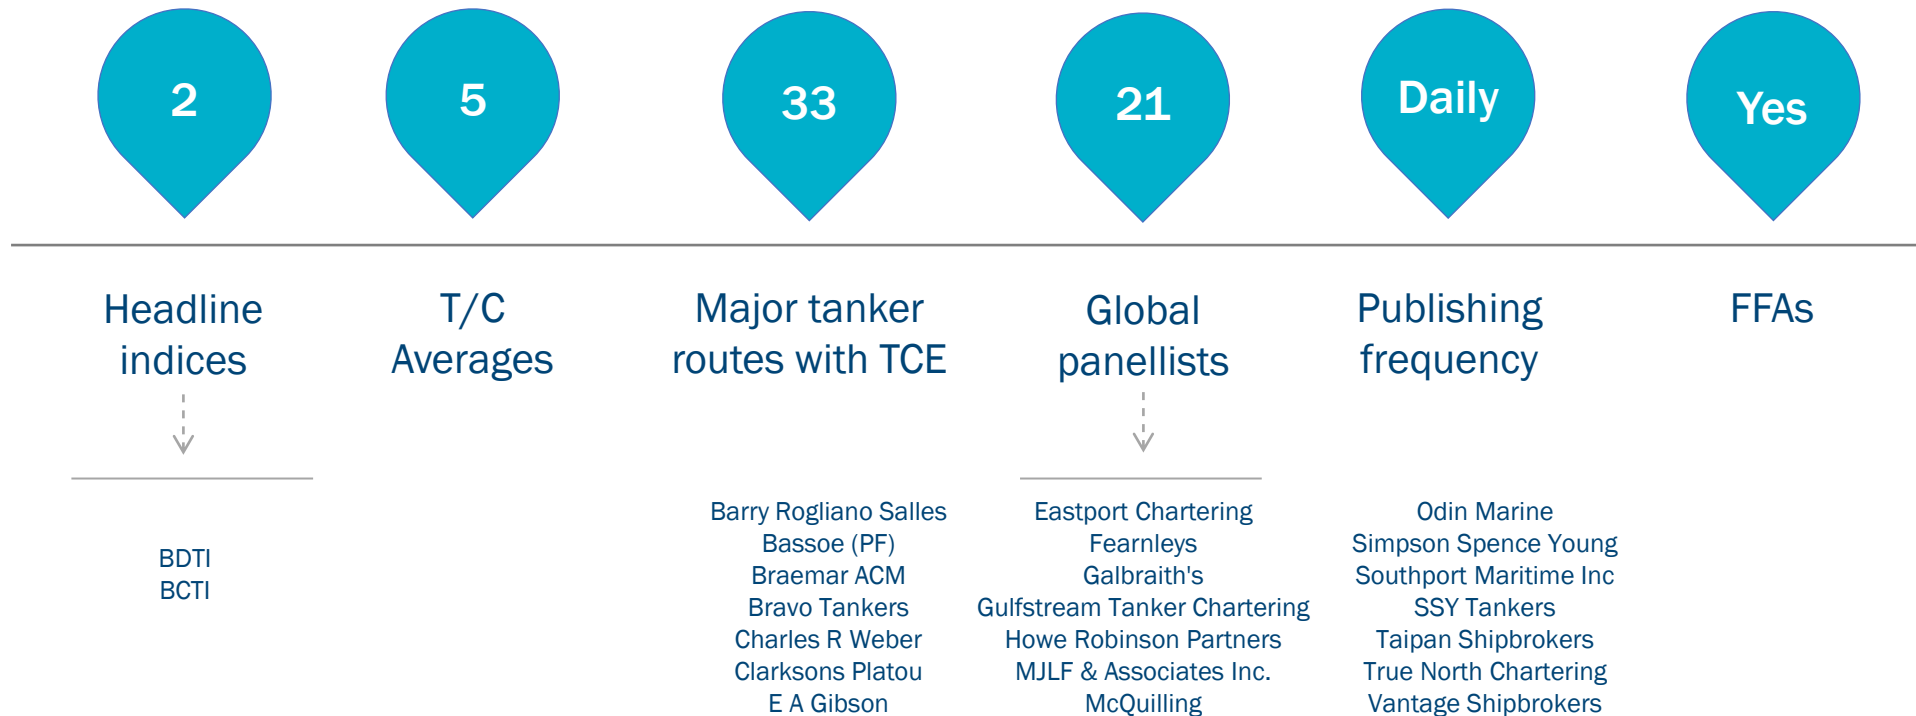 2
5
33
21
Daily
Yes
Headline
indices
T/C
Averages
Major tanker
routes with TCE
Global
panellists
Publishing
frequency
FFAs
BDTI
BCTI
Barry Rogliano Salles
Bassoe (PF)
Braemar ACM
Bravo Tankers
Charles R Weber
Clarksons Platou
E A Gibson
Eastport Chartering
Fearnleys
Galbraith's
Gulfstream Tanker Chartering
Howe Robinson Partners
MJLF & Associates Inc.
McQuilling
Odin Marine
Simpson Spence Young
Southport Maritime Inc
SSY Tankers
Taipan Shipbrokers
True North Chartering
Vantage Shipbrokers